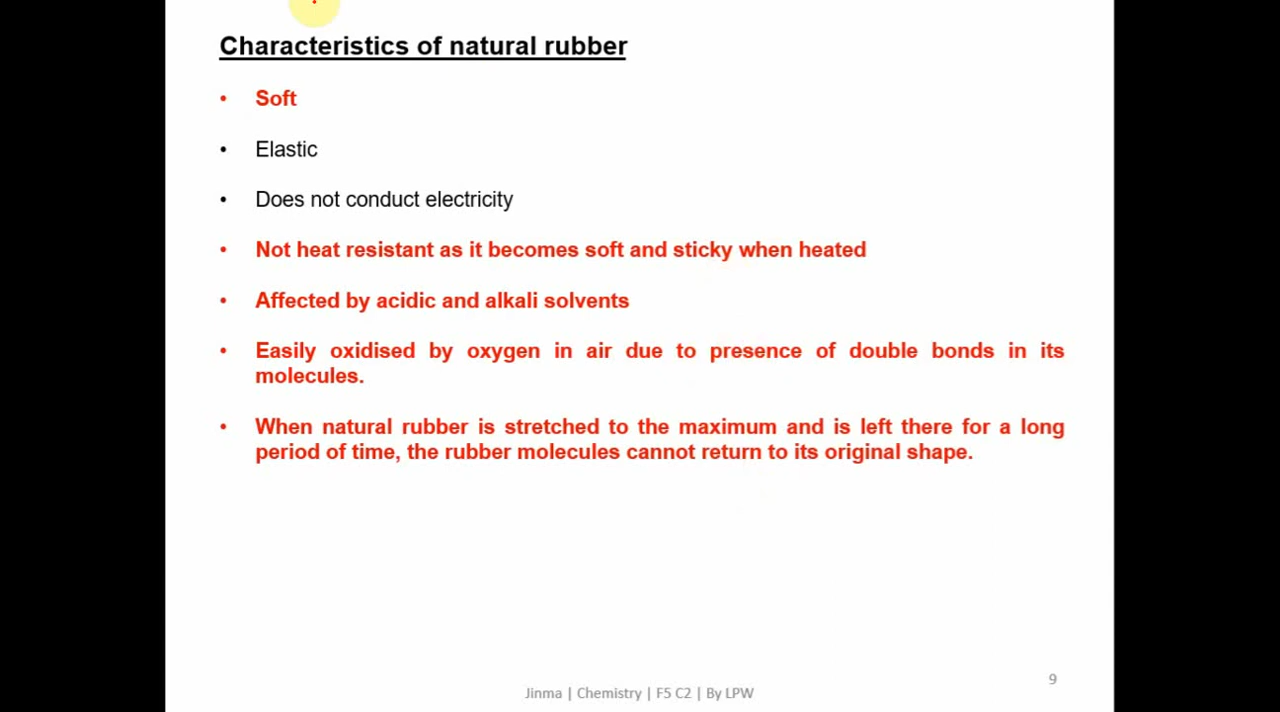 Characteristics of natural rubber
• Soft
• Elastic
• Does not conduct electricity
• Not heat resistant as it becomes soft and sticky when heated
• Affected by acidic and alkali solvents
• Easily oxidised by oxygen in air due to presence of double bonds in its
molecules.
• When natural rubber is stretched to the maximum and is left there for a long
period of time, the rubber molecules cannot return to its original shape.
9
Jinma | Chemistry | F5 C2 | By LPW